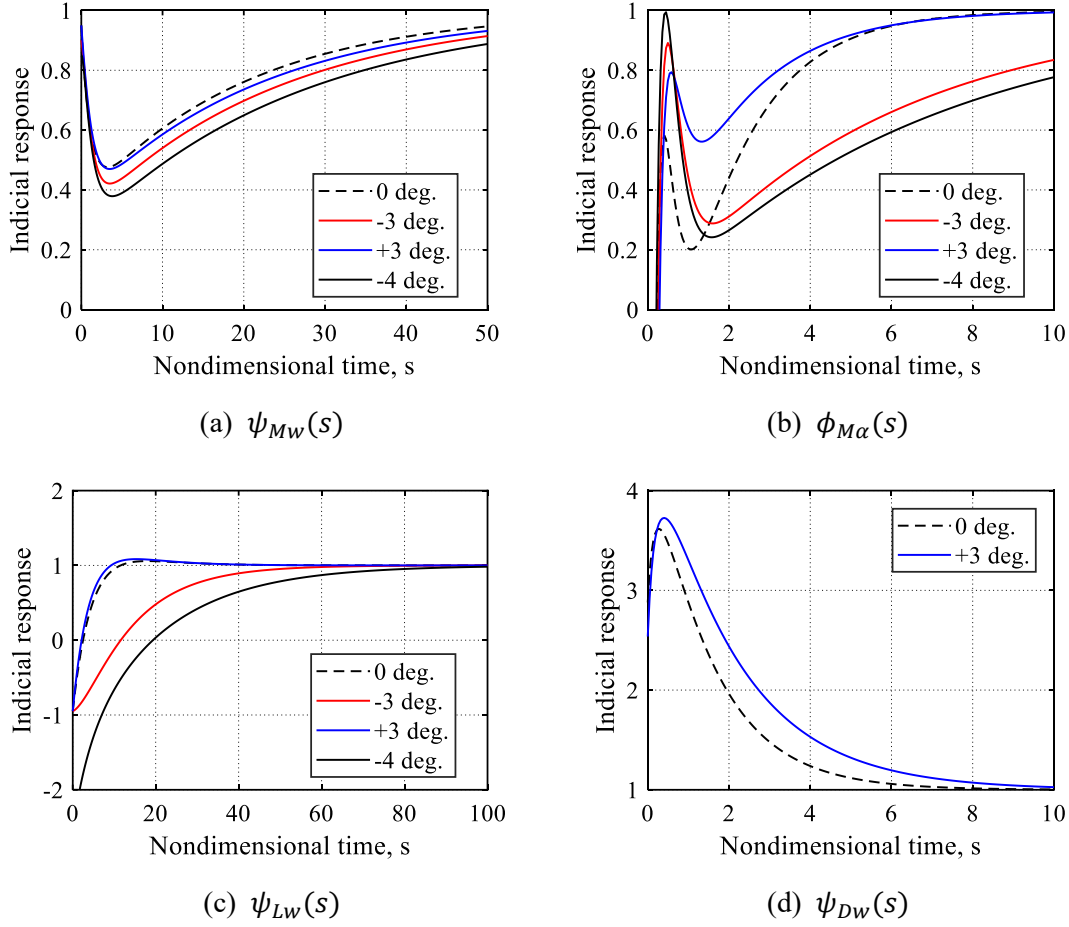 1
0.8
0.6
0.4
0.2
0
0 10 20 30 40 50
Indicial response
Nondimensional time, s
0 deg.
-3 deg.
+3 deg.
-4 deg.
(a) ψ_Mw(s)
1
0.8
0.6
0.4
0.2
0
0 2 4 6 8 10
Indicial response
Nondimensional time, s
0 deg.
-3 deg.
+3 deg.
-4 deg.
(b) ϕ_Mα(s)
2
1
0
-1
-2
0 20 40 60 80 100
Indicial response
Nondimensional time, s
0 deg.
-3 deg.
+3 deg.
-4 deg.
(c) ψ_Lw(s)
4
3
2
1
0 2 4 6 8 10
Indicial response
Nondimensional time, s
0 deg.
+3 deg.
(d) ψ_Dw(s)